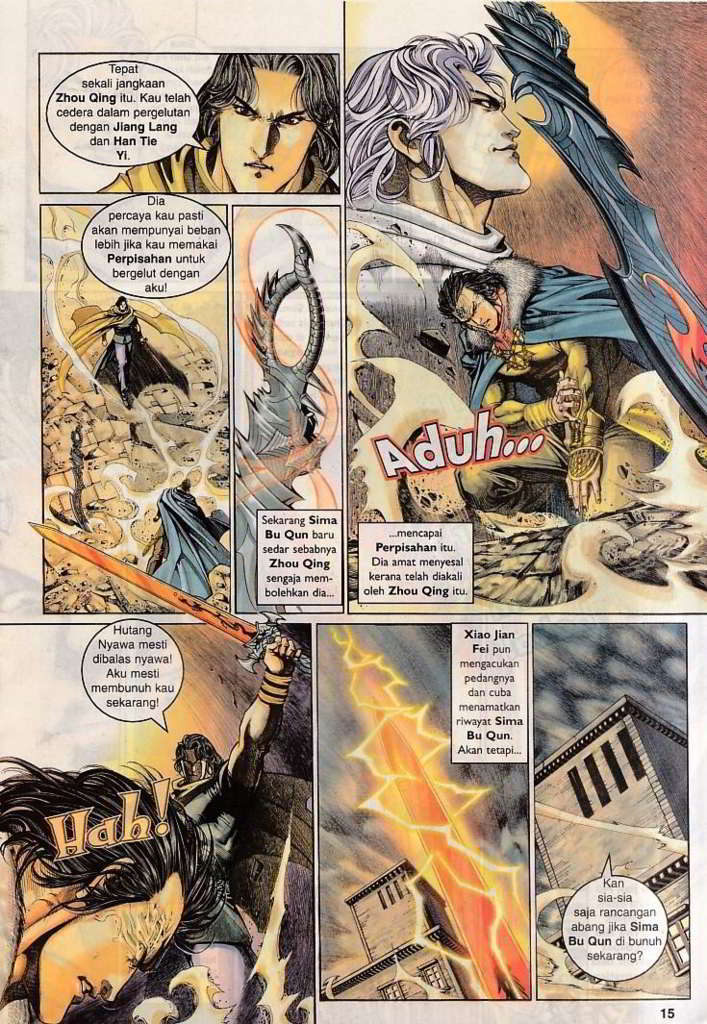 Tepat
sekali jangkaan
Zhou Qing itu. Kau telah
cedera dalam pergelutan
dengan Jiang Lang
dan Han Tie
Yi.
Dia
percaya kau pasti
akan mempunyai beban
lebih jika kau memakai
Perpisahan untuk
bergelut dengan
aku!
Sekarang Sima
Bu Qun baru
sedar sebabnya
Zhou Qing
sengaja mem-
bolehkan dia...
Aduh...
...mencapai
Perpisahan itu.
Dia amat menyesal
kerana telah diakali
oleh Zhou Qing itu.
Hutang
Nyawa mesti
dibalas nyawa!
Aku mesti
membunuh kau
sekarang!
Hah!
Xiao Jian
Fei pun
mengacukan
pedangnya
dan cuba
menamatkan
riwayat Sima
Bu Qun.
Akan tetapi...
Kan
sia-sia
saja rancangan
abang jika Sima
Bu Qun di bunuh
sekarang?
15